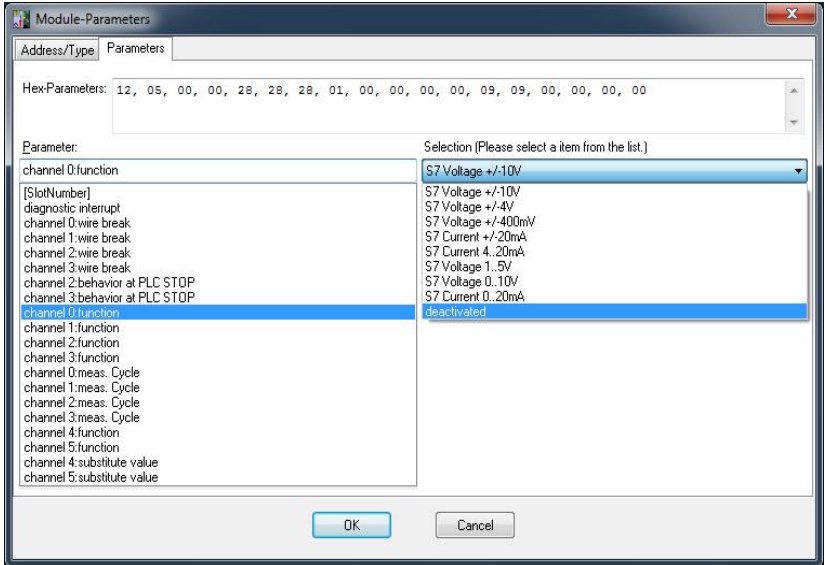 Module-Parameters
Address/Type
Parameters
Hex-Parameters: 12, 05, 00, 00, 28, 28, 28, 01, 00, 00, 00, 00, 09, 09, 00, 00, 00, 00
Parameter:
channel 0:function
[SlotNumber]
diagnostic interrupt
channel 0:wire break
channel 1:wire break
channel 2:wire break
channel 3:wire break
channel 2:behavior at PLC STOP
channel 3:behavior at PLC STOP
channel 0:function
channel 1:function
channel 2:function
channel 3:function
channel 0:meas. Cycle
channel 1:meas. Cycle
channel 2:meas. Cycle
channel 3:meas. Cycle
channel 4:function
channel 5:function
channel 4:substitute value
channel 5:substitute value
Selection (Please select a item from the list.)
S7 Voltage +/-10V
S7 Voltage +/-10V
S7 Voltage +/-4V
S7 Voltage +/-400mV
S7 Current +/-20mA
S7 Current 4..20mA
S7 Voltage 1..5V
S7 Voltage 0..10V
S7 Current 0..20mA
deactivated
OK
Cancel